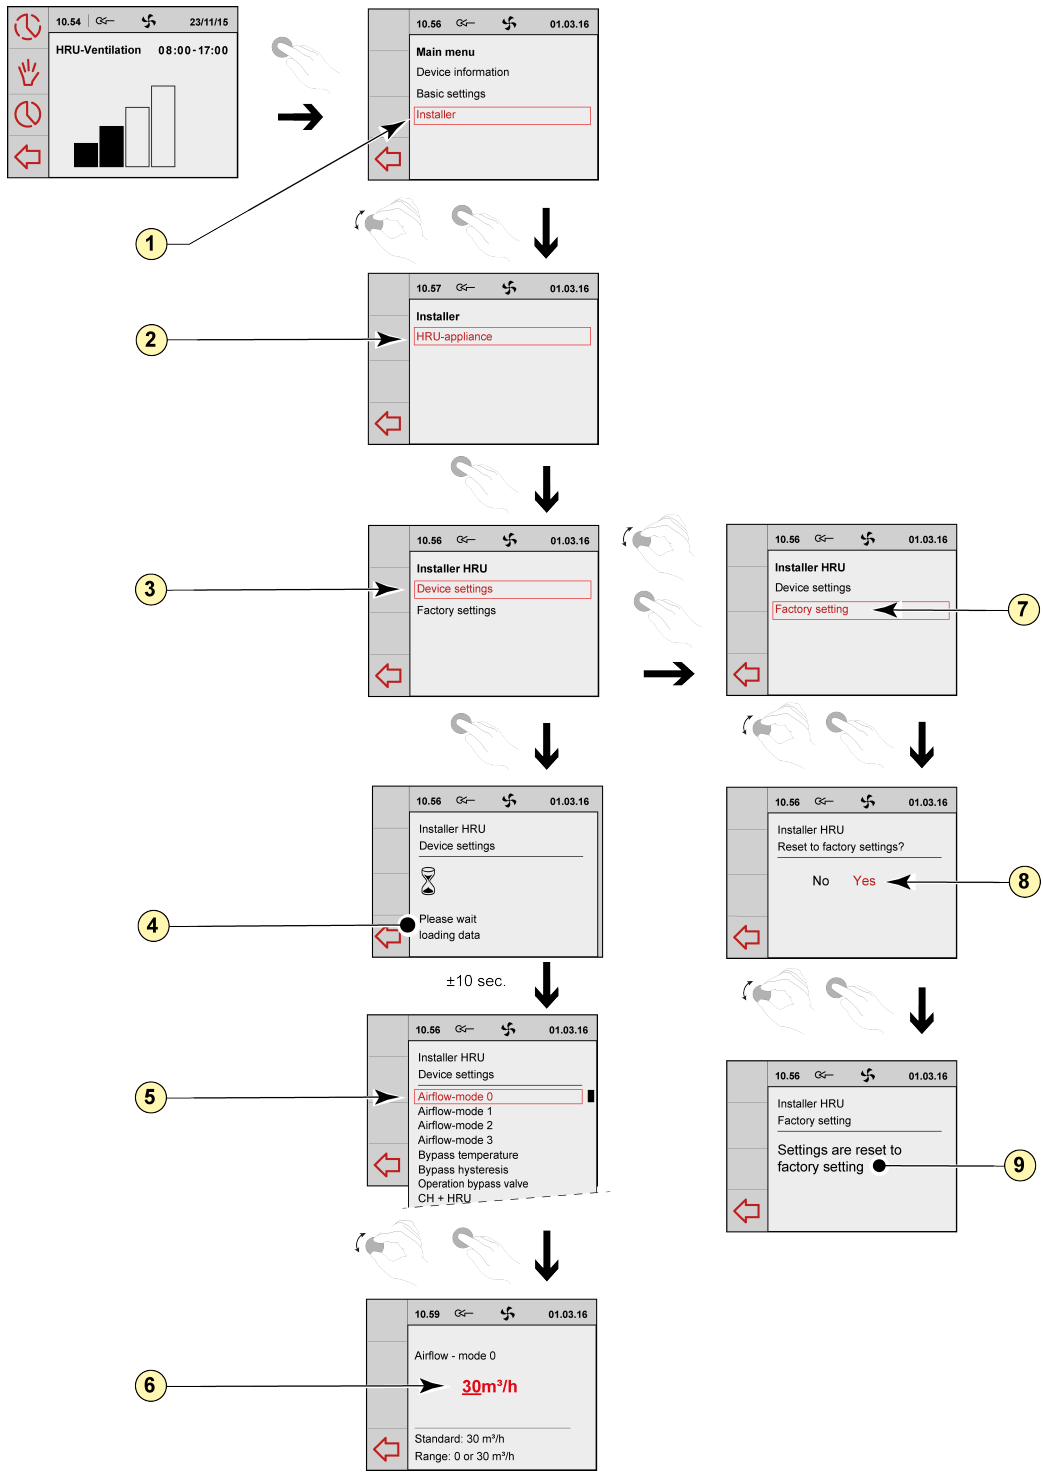 10.54 23/11/15
HRU-Ventilation 08:00-17:00
10.56 01.03.16
Main menu
Device information
Basic settings
Installer
1
10.57 01.03.16
Installer
HRU-appliance
2
10.56 01.03.16
Installer HRU
Device settings
Factory settings
3
10.56 01.03.16
Installer HRU
Device settings
Factory setting
7
10.56 01.03.16
Installer HRU
Device settings
Please wait
loading data
4
±10 sec.
10.56 01.03.16
Installer HRU
Reset to factory settings?
No Yes
8
10.56 01.03.16
Installer HRU
Device settings
Airflow-mode 0
Airflow-mode 1
Airflow-mode 2
Airflow-mode 3
Bypass temperature
Bypass hysteresis
Operation bypass valve
CH + HRU
5
10.56 01.03.16
Installer HRU
Factory setting
Settings are reset to
factory setting
9
10.59 01.03.16
Airflow - mode 0
30m³/h
Standard: 30 m³/h
Range: 0 or 30 m³/h
6